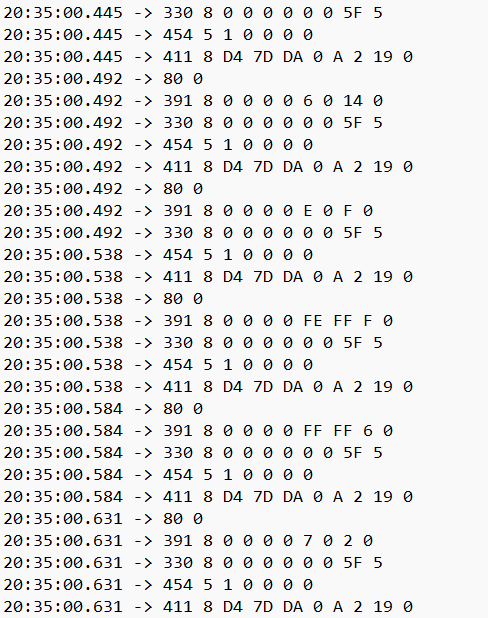 20:35:00.445 -> 330 8 0 0 0 0 0 0 5F 5
20:35:00.445 -> 454 5 1 0 0 0 0
20:35:00.445 -> 411 8 D4 7D DA 0 A 2 19 0
20:35:00.492 -> 80 0
20:35:00.492 -> 391 8 0 0 0 0 6 0 14 0
20:35:00.492 -> 330 8 0 0 0 0 0 0 5F 5
20:35:00.492 -> 454 5 1 0 0 0 0
20:35:00.492 -> 411 8 D4 7D DA 0 A 2 19 0
20:35:00.492 -> 80 0
20:35:00.492 -> 391 8 0 0 0 0 E 0 F 0
20:35:00.492 -> 330 8 0 0 0 0 0 0 5F 5
20:35:00.538 -> 454 5 1 0 0 0 0
20:35:00.538 -> 411 8 D4 7D DA 0 A 2 19 0
20:35:00.538 -> 80 0
20:35:00.538 -> 391 8 0 0 0 0 FE FF F 0
20:35:00.538 -> 330 8 0 0 0 0 0 0 5F 5
20:35:00.538 -> 454 5 1 0 0 0 0
20:35:00.538 -> 411 8 D4 7D DA 0 A 2 19 0
20:35:00.584 -> 80 0
20:35:00.584 -> 391 8 0 0 0 0 FF FF 6 0
20:35:00.584 -> 330 8 0 0 0 0 0 0 5F 5
20:35:00.584 -> 454 5 1 0 0 0 0
20:35:00.584 -> 411 8 D4 7D DA 0 A 2 19 0
20:35:00.631 -> 80 0
20:35:00.631 -> 391 8 0 0 0 0 7 0 2 0
20:35:00.631 -> 330 8 0 0 0 0 0 0 5F 5
20:35:00.631 -> 454 5 1 0 0 0 0
20:35:00.631 -> 411 8 D4 7D DA 0 A 2 19 0